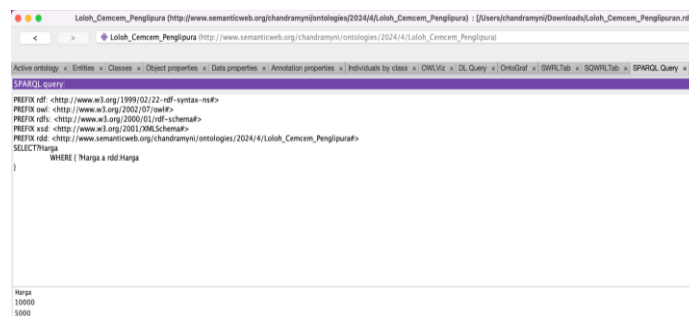 Loloh_Cemcem_Penglipura (http://www.semanticweb.org/chandramyni/ontologies/2024/4/Loloh_Cemcem_Penglipura) : [/Users/chandramyni/Downloads/Loloh_Cemcem_Penglipuran.rd
< > Loloh_Cemcem_Penglipura (http://www.semanticweb.org/chandramyni/ontologies/2024/4/Loloh_Cemcem_Penglipura)
Active ontology × Entities × Classes × Object properties × Data properties × Annotation properties × Individuals by class × OWLViz × DL Query × OntoGraf × SWRLTab × SQWRLTab × SPARQL Query ×
SPARQL query:
PREFIX rdf: <http://www.w3.org/1999/02/22-rdf-syntax-ns#>
PREFIX owl: <http://www.w3.org/2002/07/owl#>
PREFIX rdfs: <http://www.w3.org/2000/01/rdf-schema#>
PREFIX xsd: <http://www.w3.org/2001/XMLSchema#>
PREFIX rdd: <http://www.semanticweb.org/chandramyni/ontologies/2024/4/Loloh_Cemcem_Penglipura#>
SELECT?Harga
WHERE { ?Harga a rdd:Harga
}
Harga
10000
5000